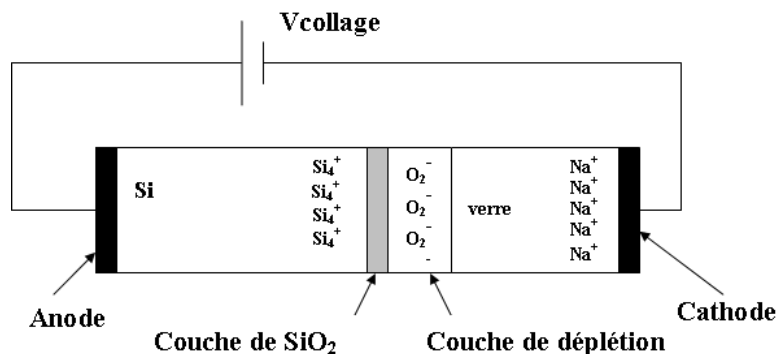 Vcollage
Si
Si₄⁺
Si₄⁺
Si₄⁺
Si₄⁺
O₂⁻
O₂⁻
O₂⁻
-
verre
Na⁺
Na⁺
Na⁺
Na⁺
Na⁺
Anode
Couche de SiO₂
Couche de déplétion
Cathode